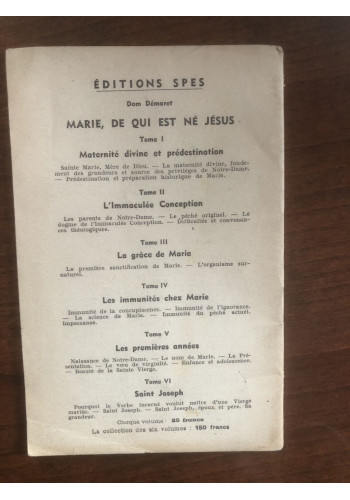 ÉDITIONS SPES
Dom Démaret
MARIE, DE QUI EST NÉ JÉSUS
Tome I
Maternité divine et prédestination
Sainte Marie, Mère de Dieu. — La maternité divine, fonde-
ment des grandeurs et source des privilèges de Notre-Dame.
— Prédestination et préparation historique de Marie.
Tome II
L'Immaculée Conception
Les parents de Notre-Dame. — Le péché originel. — Le
dogme de l'Immaculée Conception. — Difficultés et convenan-
ces théologiques.
Tome III
La grâce de Marie
La première sanctification de Marie. — L'organisme sur-
naturel.
Tome IV
Les immunités chez Marie
Immunité de la concupiscence. — Immunité de l'ignorance.
— La science de Marie. — Immunité du péché actuel.
Impeccance.
Tome V
Les premières années
Naissance de Notre-Dame. — Le nom de Marie. — La Pré-
sentation. — Le vœu de virginité. — Enfance et adolescence.
— Beauté de la Sainte Vierge.
Tome VI
Saint Joseph
Pourquoi le Verbe incarné voulut naître d'une Vierge
mariée. — Saint Joseph. — Saint Joseph, époux et père. Sa
grandeur.
Chaque volume : 25 francs
La collection des six volumes : 150 francs